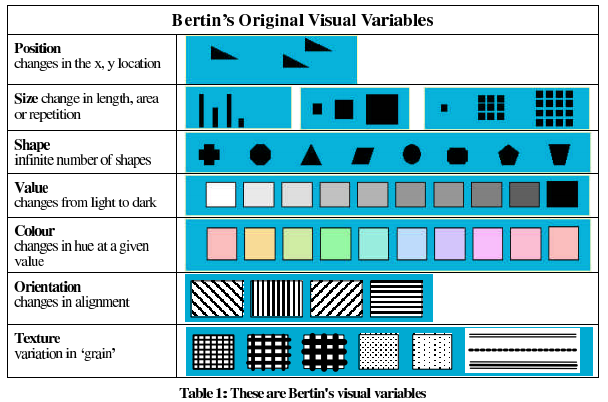 Bertin's Original Visual Variables
Position
changes in the x, y location
Size change in length, area
or repetition
Shape
infinite number of shapes
Value
changes from light to dark
Colour
changes in hue at a given
value
Orientation
changes in alignment
Texture
variation in 'grain'
Table 1: These are Bertin's visual variables